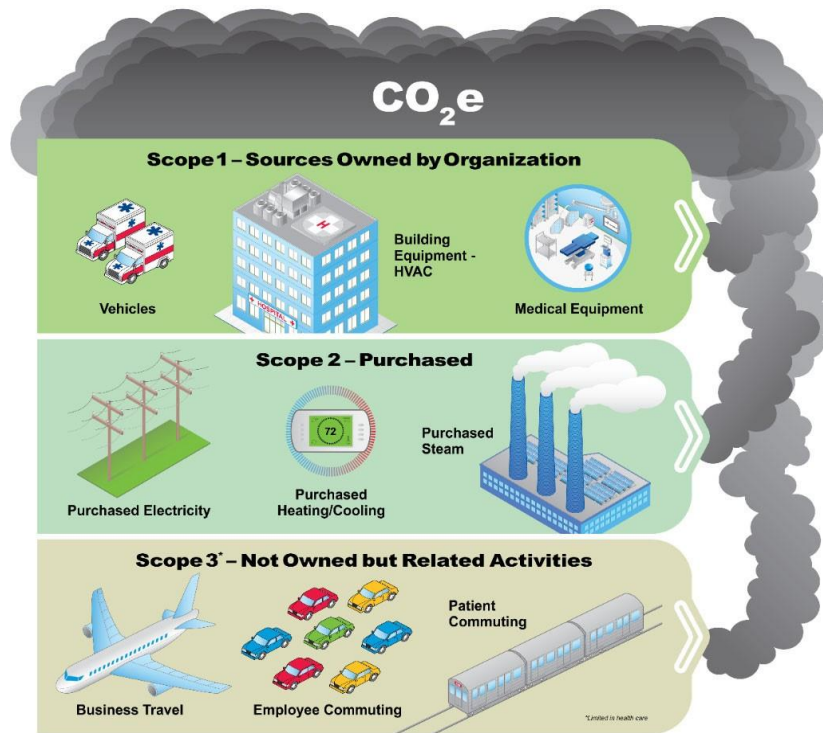 CO₂e
Scope 1 – Sources Owned by Organization
Vehicles
HOSPITAL
H
Building
Equipment -
HVAC
Medical Equipment
Scope 2 – Purchased
Purchased Electricity
72
Purchased
Heating/Cooling
Purchased
Steam
Scope 3* – Not Owned but Related Activities
Business Travel
Employee Commuting
Patient
Commuting
*Limited in health care